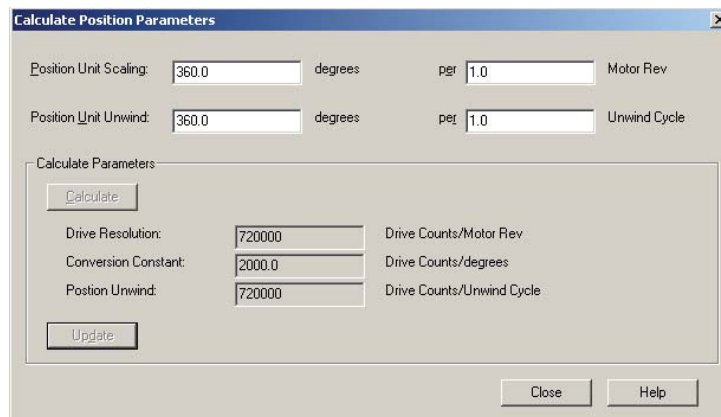 Calculate Position Parameters
Position Unit Scaling: 360.0 degrees per 1.0 Motor Rev
Position Unit Unwind: 360.0 degrees per 1.0 Unwind Cycle
Calculate Parameters
Calculate
Drive Resolution: 720000 Drive Counts/Motor Rev
Conversion Constant: 2000.0 Drive Counts/degrees
Postion Unwind: 720000 Drive Counts/Unwind Cycle
Update
Close Help